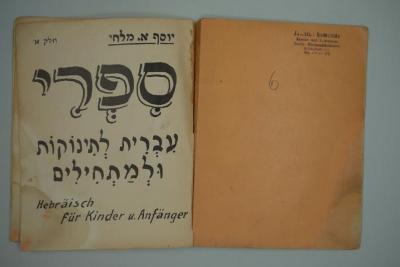 יוסף א. מלחי
חלק א׳
סִפְרִי
עִבְרִית לְתִינוֹקוֹת
וּלְמַתְחִילִים
Hebräisch
für Kinder u. Anfänger
6